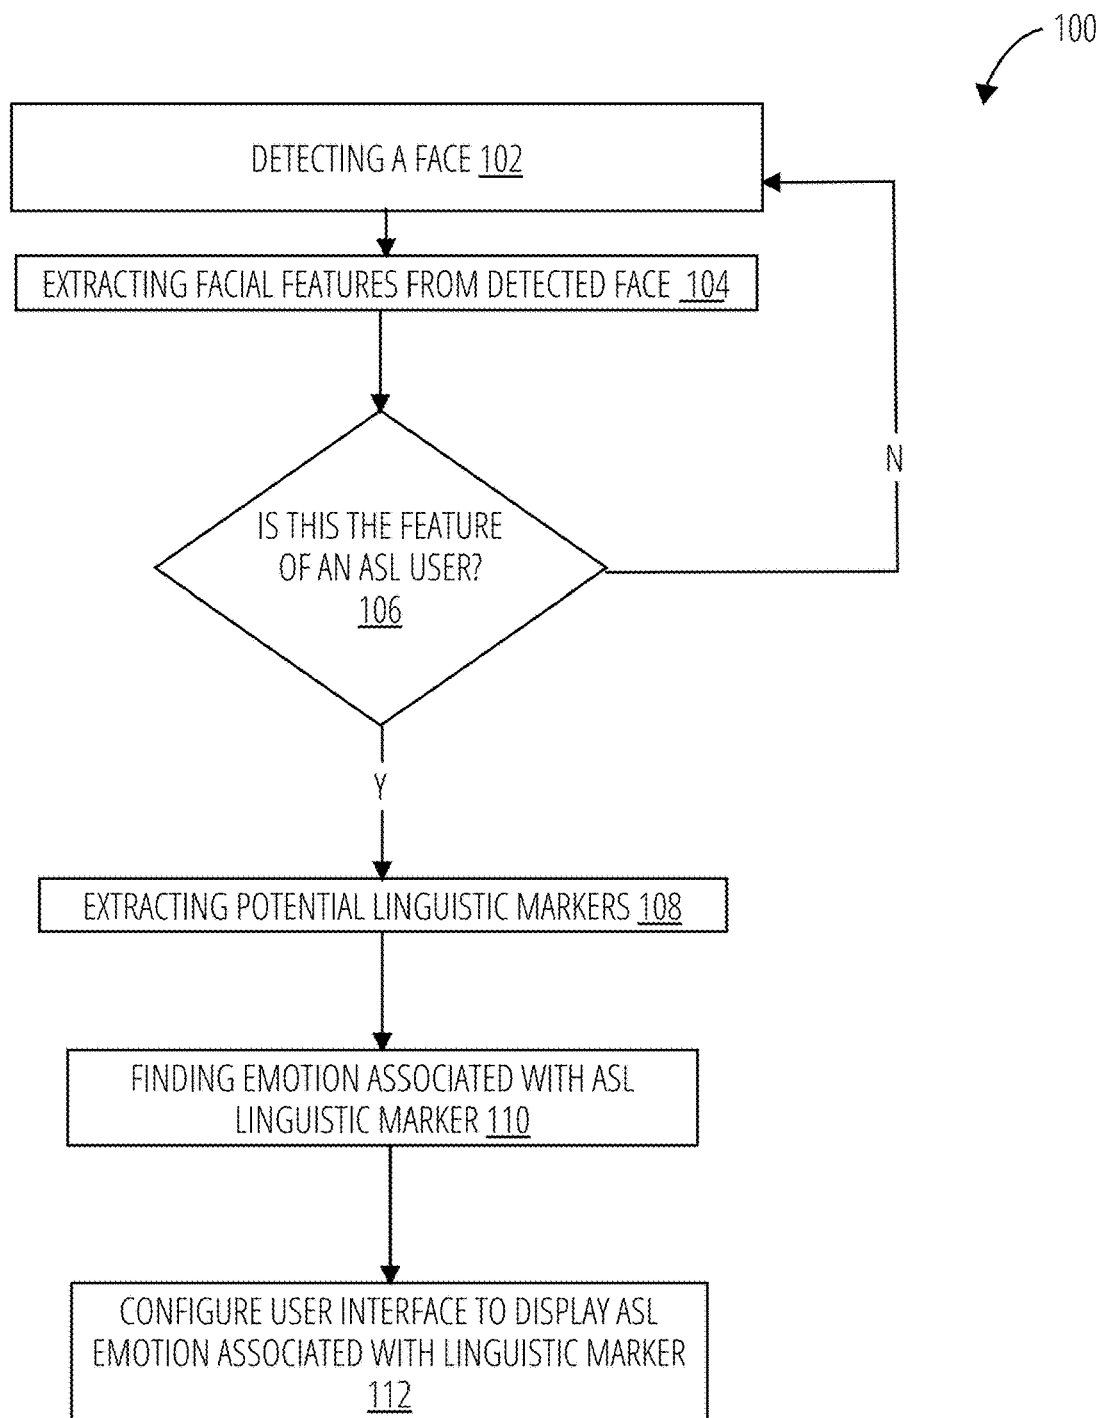 100
DETECTING A FACE 102
EXTRACTING FACIAL FEATURES FROM DETECTED FACE 104
IS THIS THE FEATURE
OF AN ASL USER?
106
N
Y
EXTRACTING POTENTIAL LINGUISTIC MARKERS 108
FINDING EMOTION ASSOCIATED WITH ASL
LINGUISTIC MARKER 110
CONFIGURE USER INTERFACE TO DISPLAY ASL
EMOTION ASSOCIATED WITH LINGUISTIC MARKER
112